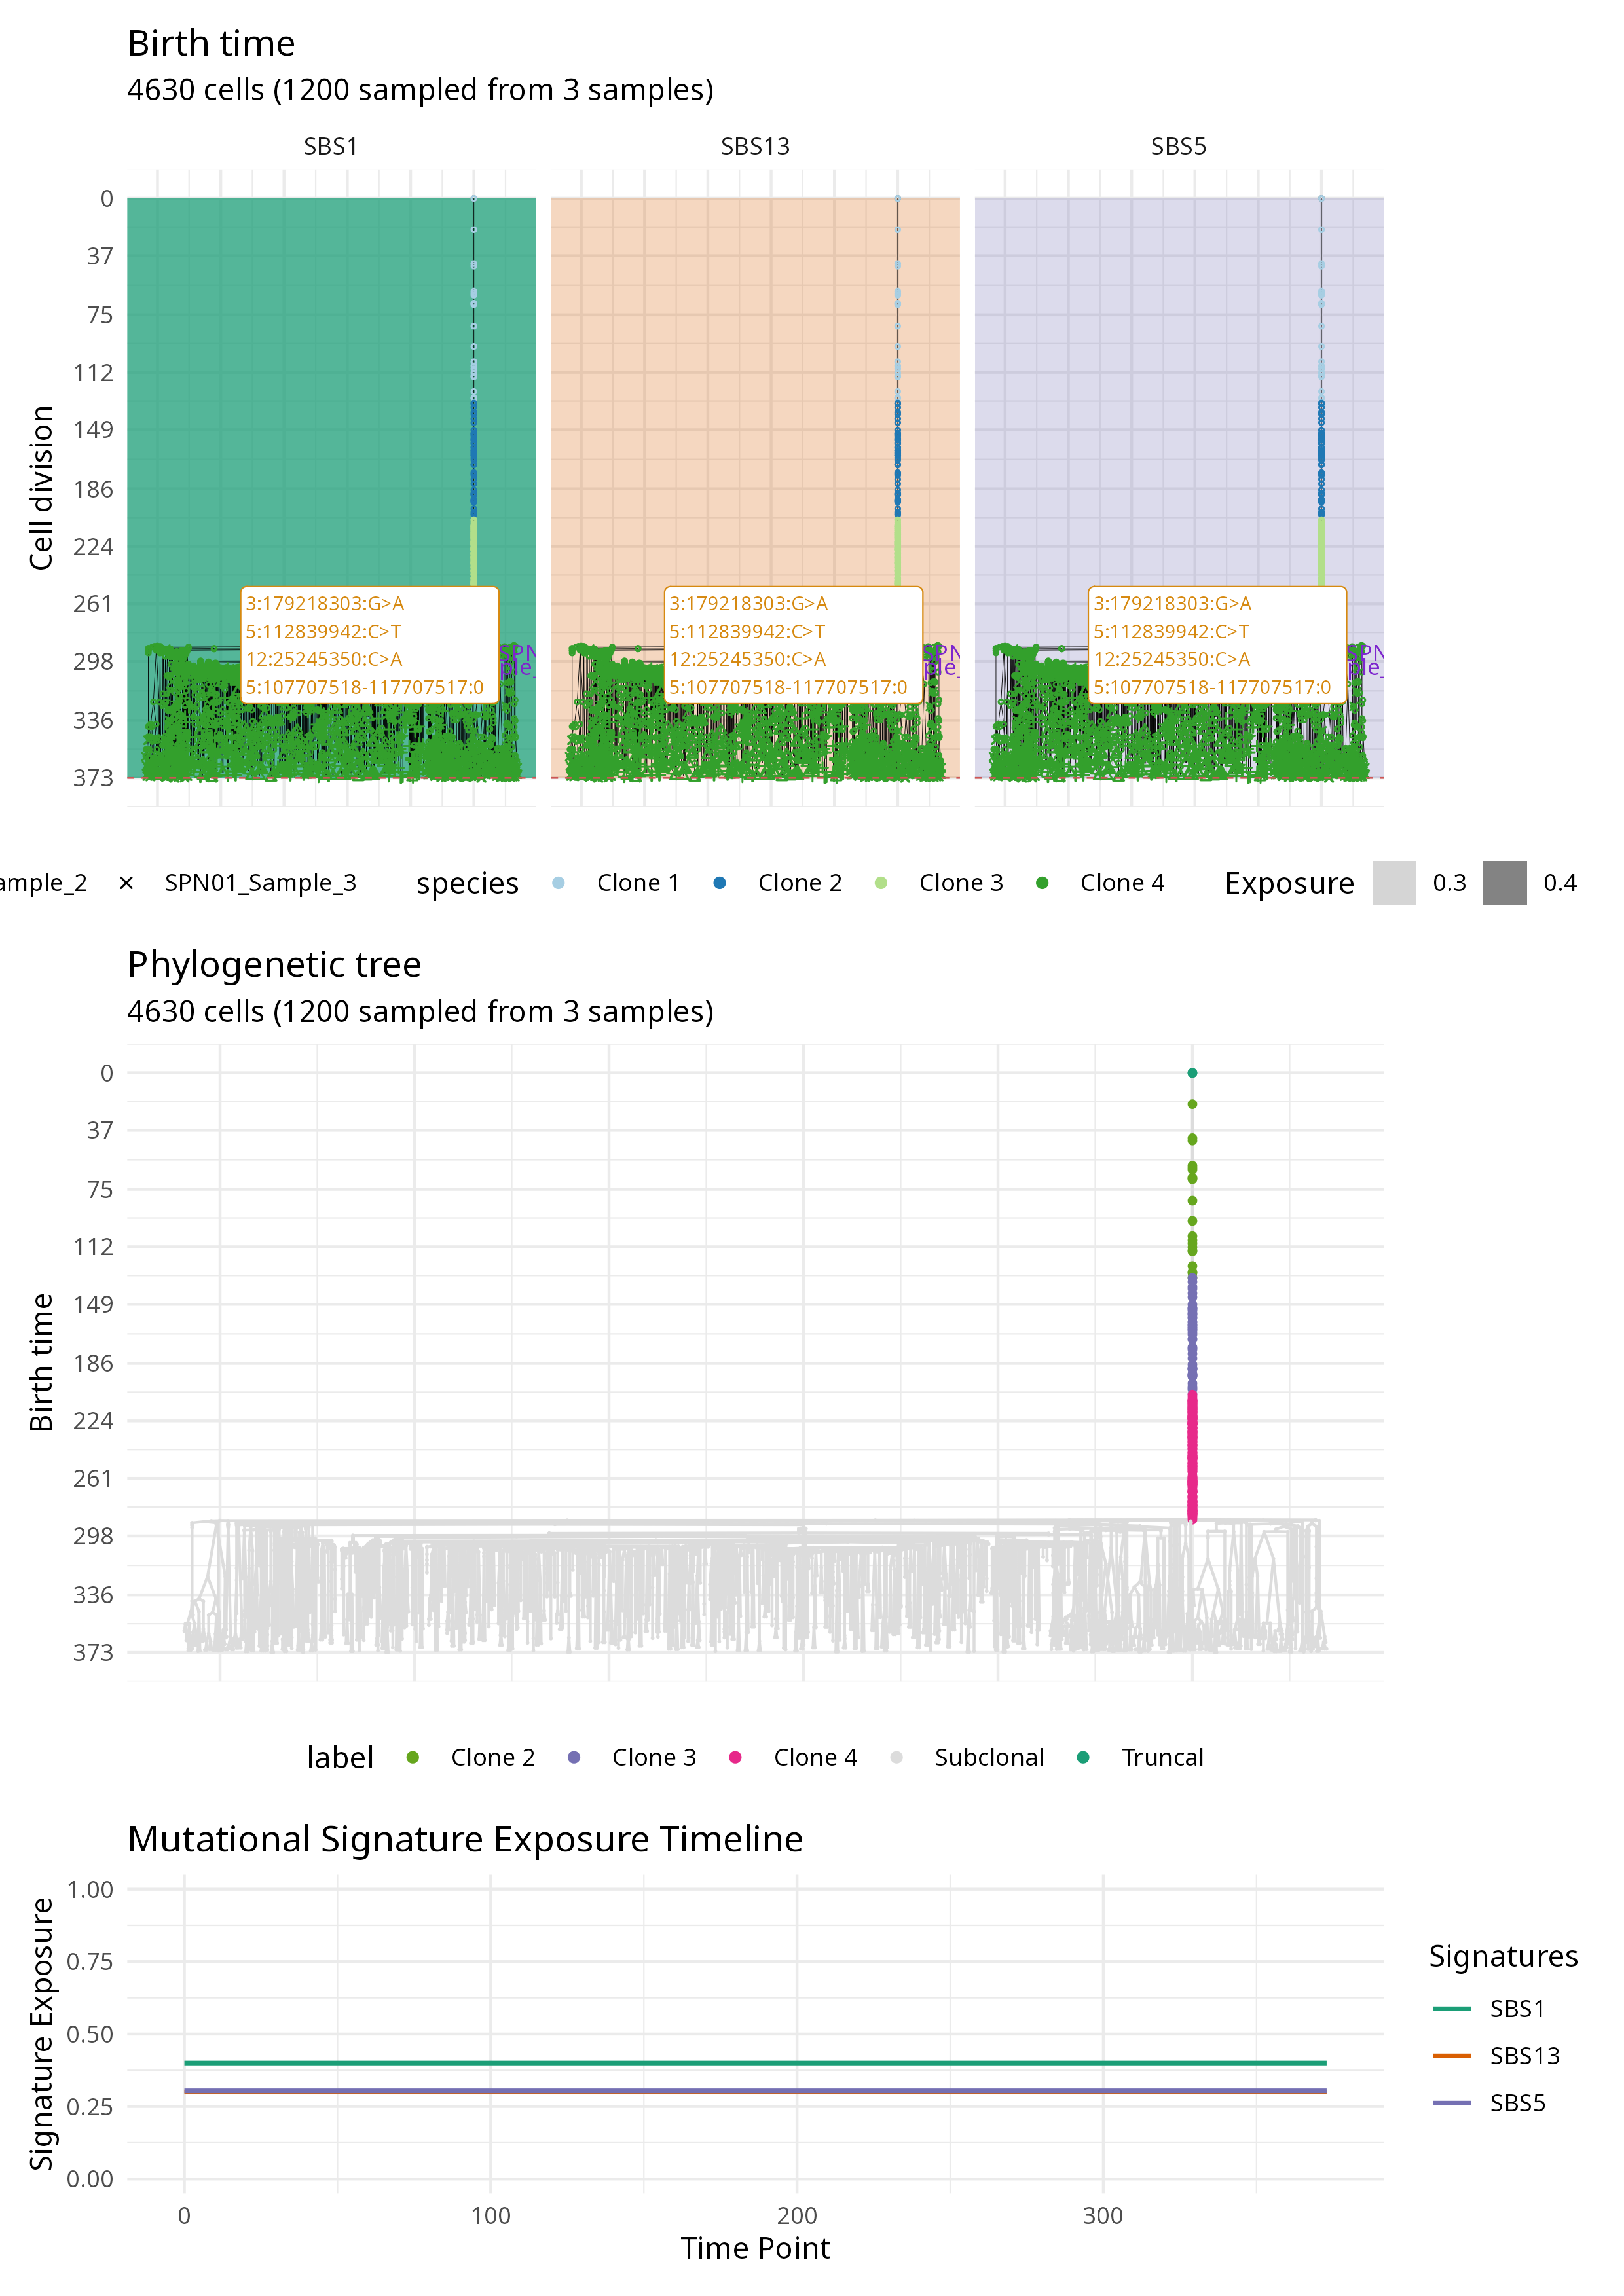 Birth time
4630 cells (1200 sampled from 3 samples)
SBS1 SBS13 SBS5
0
37
75
112
149
186
224
261
298
336
373
Cell division
3:179218303:G>A
5:112839942:C>T
12:25245350:C>A
5:107707518-117707517:0
3:179218303:G>A
5:112839942:C>T
12:25245350:C>A
5:107707518-117707517:0
3:179218303:G>A
5:112839942:C>T
12:25245350:C>A
5:107707518-117707517:0
ample_2 × SPN01_Sample_3 species Clone 1 Clone 2 Clone 3 Clone 4 Exposure 0.3 0.4
Phylogenetic tree
4630 cells (1200 sampled from 3 samples)
0
37
75
112
149
186
224
261
298
336
373
Birth time
label Clone 2 Clone 3 Clone 4 Subclonal Truncal
Mutational Signature Exposure Timeline
1.00
0.75
0.50
0.25
0.00
Signature Exposure
0 100 200 300
Time Point
Signatures
SBS1
SBS13
SBS5